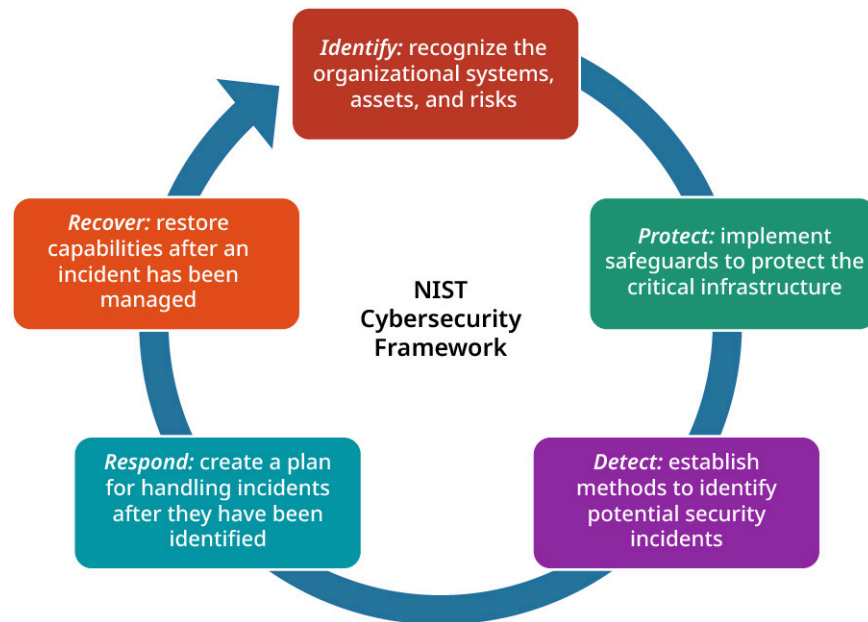 Identify: recognize the
organizational systems,
assets, and risks
Protect: implement
safeguards to protect the
critical infrastructure
Detect: establish
methods to identify
potential security
incidents
Respond: create a plan
for handling incidents
after they have been
identified
Recover: restore
capabilities after an
incident has been
managed
NIST
Cybersecurity
Framework